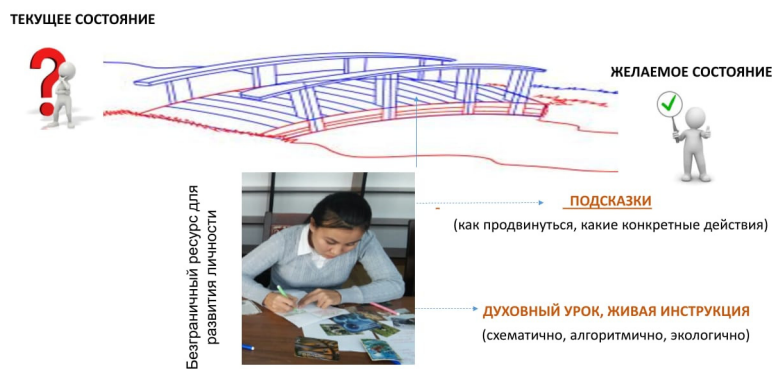 ТЕКУЩЕЕ СОСТОЯНИЕ
ЖЕЛАЕМОЕ СОСТОЯНИЕ
Безграничный ресурс для
развития личности
- ПОДСКАЗКИ
(как продвинуться, какие конкретные действия)
ДУХОВНЫЙ УРОК, ЖИВАЯ ИНСТРУКЦИЯ
(схематично, алгоритмично, экологично)